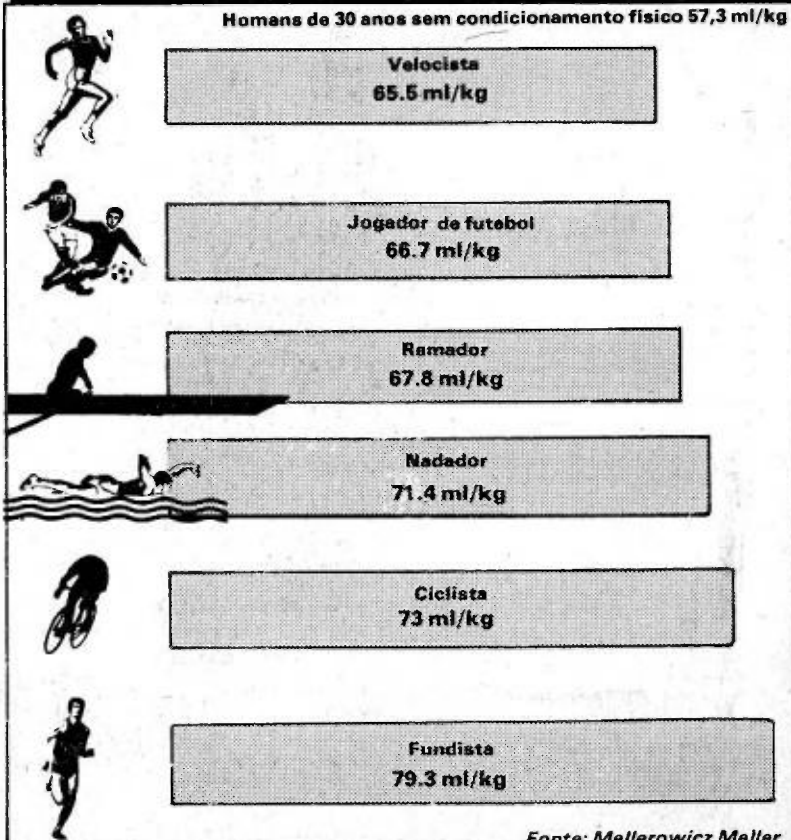 Homens de 30 anos sem condicionamento físico 57,3 ml/kg
Velocista
65.5 ml/kg
Jogador de futebol
66.7 ml/kg
Remador
67.8 ml/kg
Nadador
71.4 ml/kg
Ciclista
73 ml/kg
Fundista
79.3 ml/kg
Fonte: Mellerowicz Meller